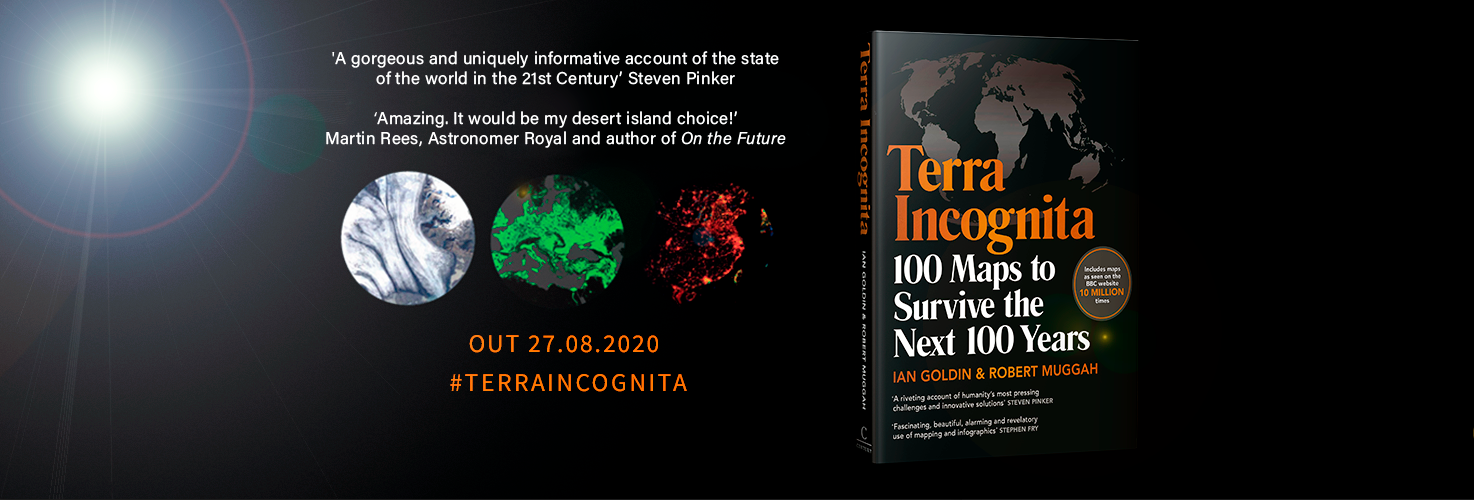 'A gorgeous and uniquely informative account of the state
of the world in the 21st Century’ Steven Pinker
‘Amazing. It would be my desert island choice!’
Martin Rees, Astronomer Royal and author of On the Future
OUT 27.08.2020
#TERRAINCOGNITA
Terra Incognita
IAN GOLDIN & ROBERT MUGGAH
Terra
Incognita
100 Maps to
Survive the
Next 100 Years
Includes maps
as seen on the
BBC website
10 MILLION
times
IAN GOLDIN & ROBERT MUGGAH
‘A riveting account of humanity's most pressing
challenges and innovative solutions’ STEVEN PINKER
‘Fascinating, beautiful, alarming and revelatory
use of mapping and infographics’ STEPHEN FRY